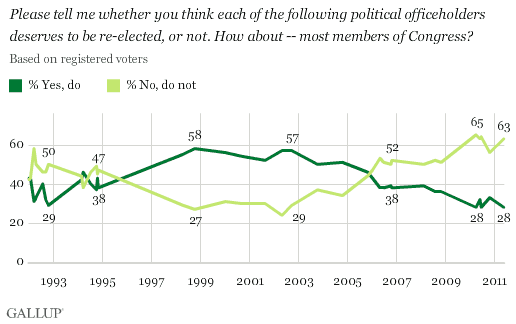 Please tell me whether you think each of the following political officeholders
deserves to be re-elected, or not. How about -- most members of Congress?
Based on registered voters
% Yes, do % No, do not
65 63
58 57
60
50 47 52
40
38 38
29 27 29 28 28
20
0
1993 1995 1997 1999 2001 2003 2005 2007 2009 2011
GALLUP®